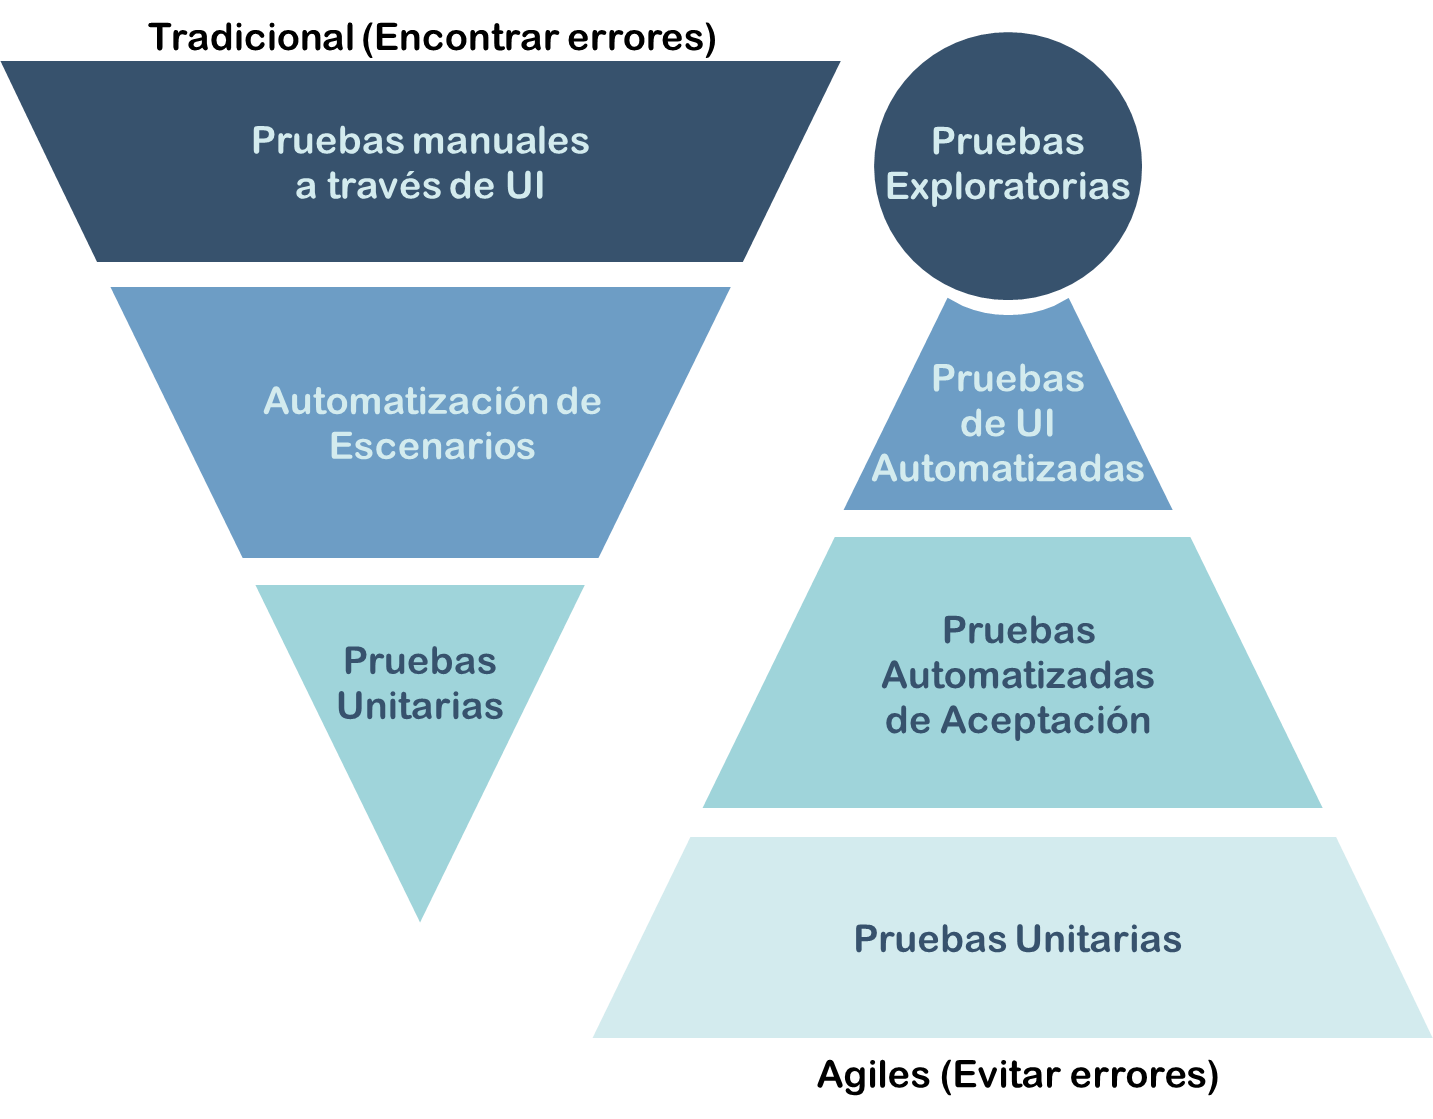 Tradicional (Encontrar errores)
Pruebas manuales
a través de UI
Automatización de
Escenarios
Pruebas
Unitarias
Pruebas
Exploratorias
Pruebas
de UI
Automatizadas
Pruebas
Automatizadas
de Aceptación
Pruebas Unitarias
Agiles (Evitar errores)